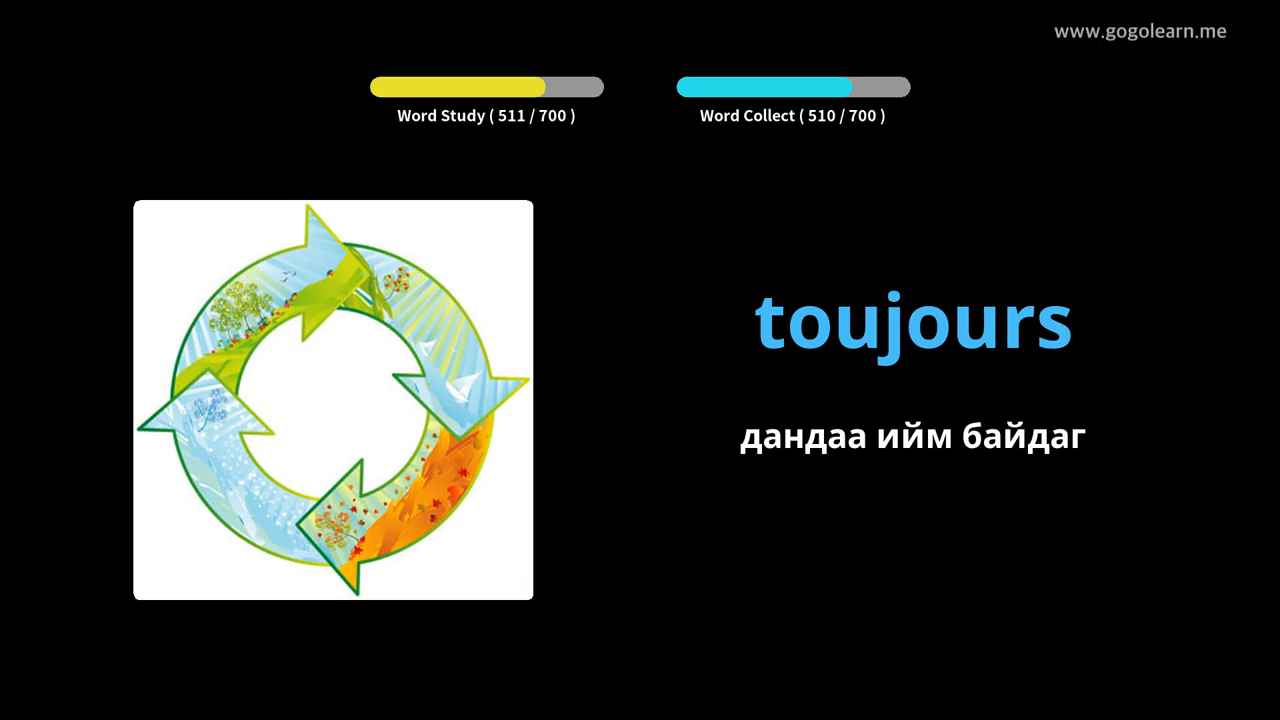 www.gogolearn.me
Word Study ( 511 / 700 )
Word Collect ( 510 / 700 )
toujours
дандаа ийм байдаг